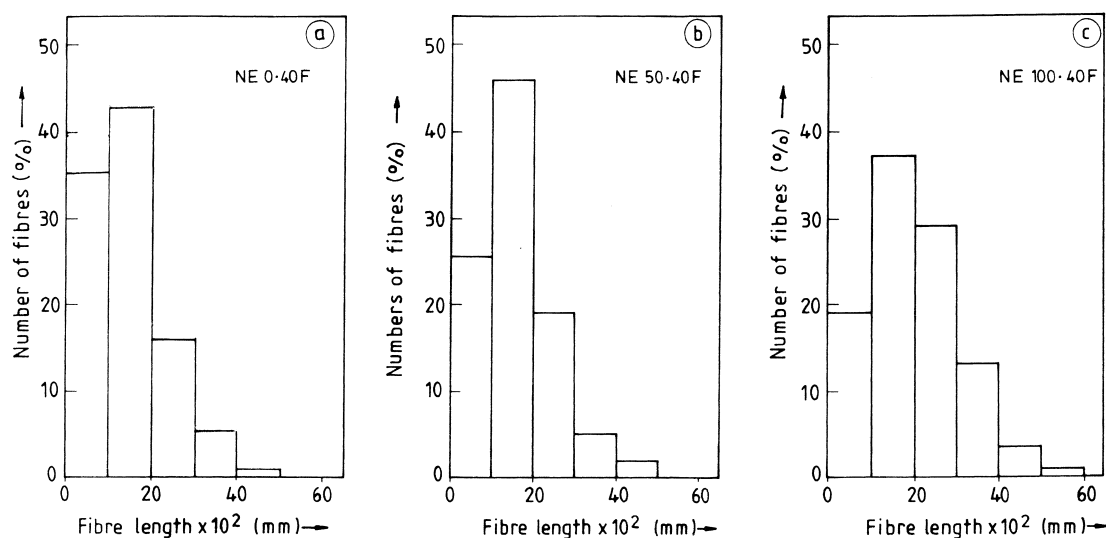 a
NE 0·40F
Number of fibres (%)
50
40
30
20
10
0
0 20 40 60
Fibre length x 10² (mm)
b
NE 50·40F
Numbers of fibres (%)
50
40
30
20
10
0
0 20 40 60
Fibre length x 10² (mm)
c
NE 100·40F
Number of fibres (%)
50
40
30
20
10
0
0 20 40 60
Fibre length x 10² (mm)